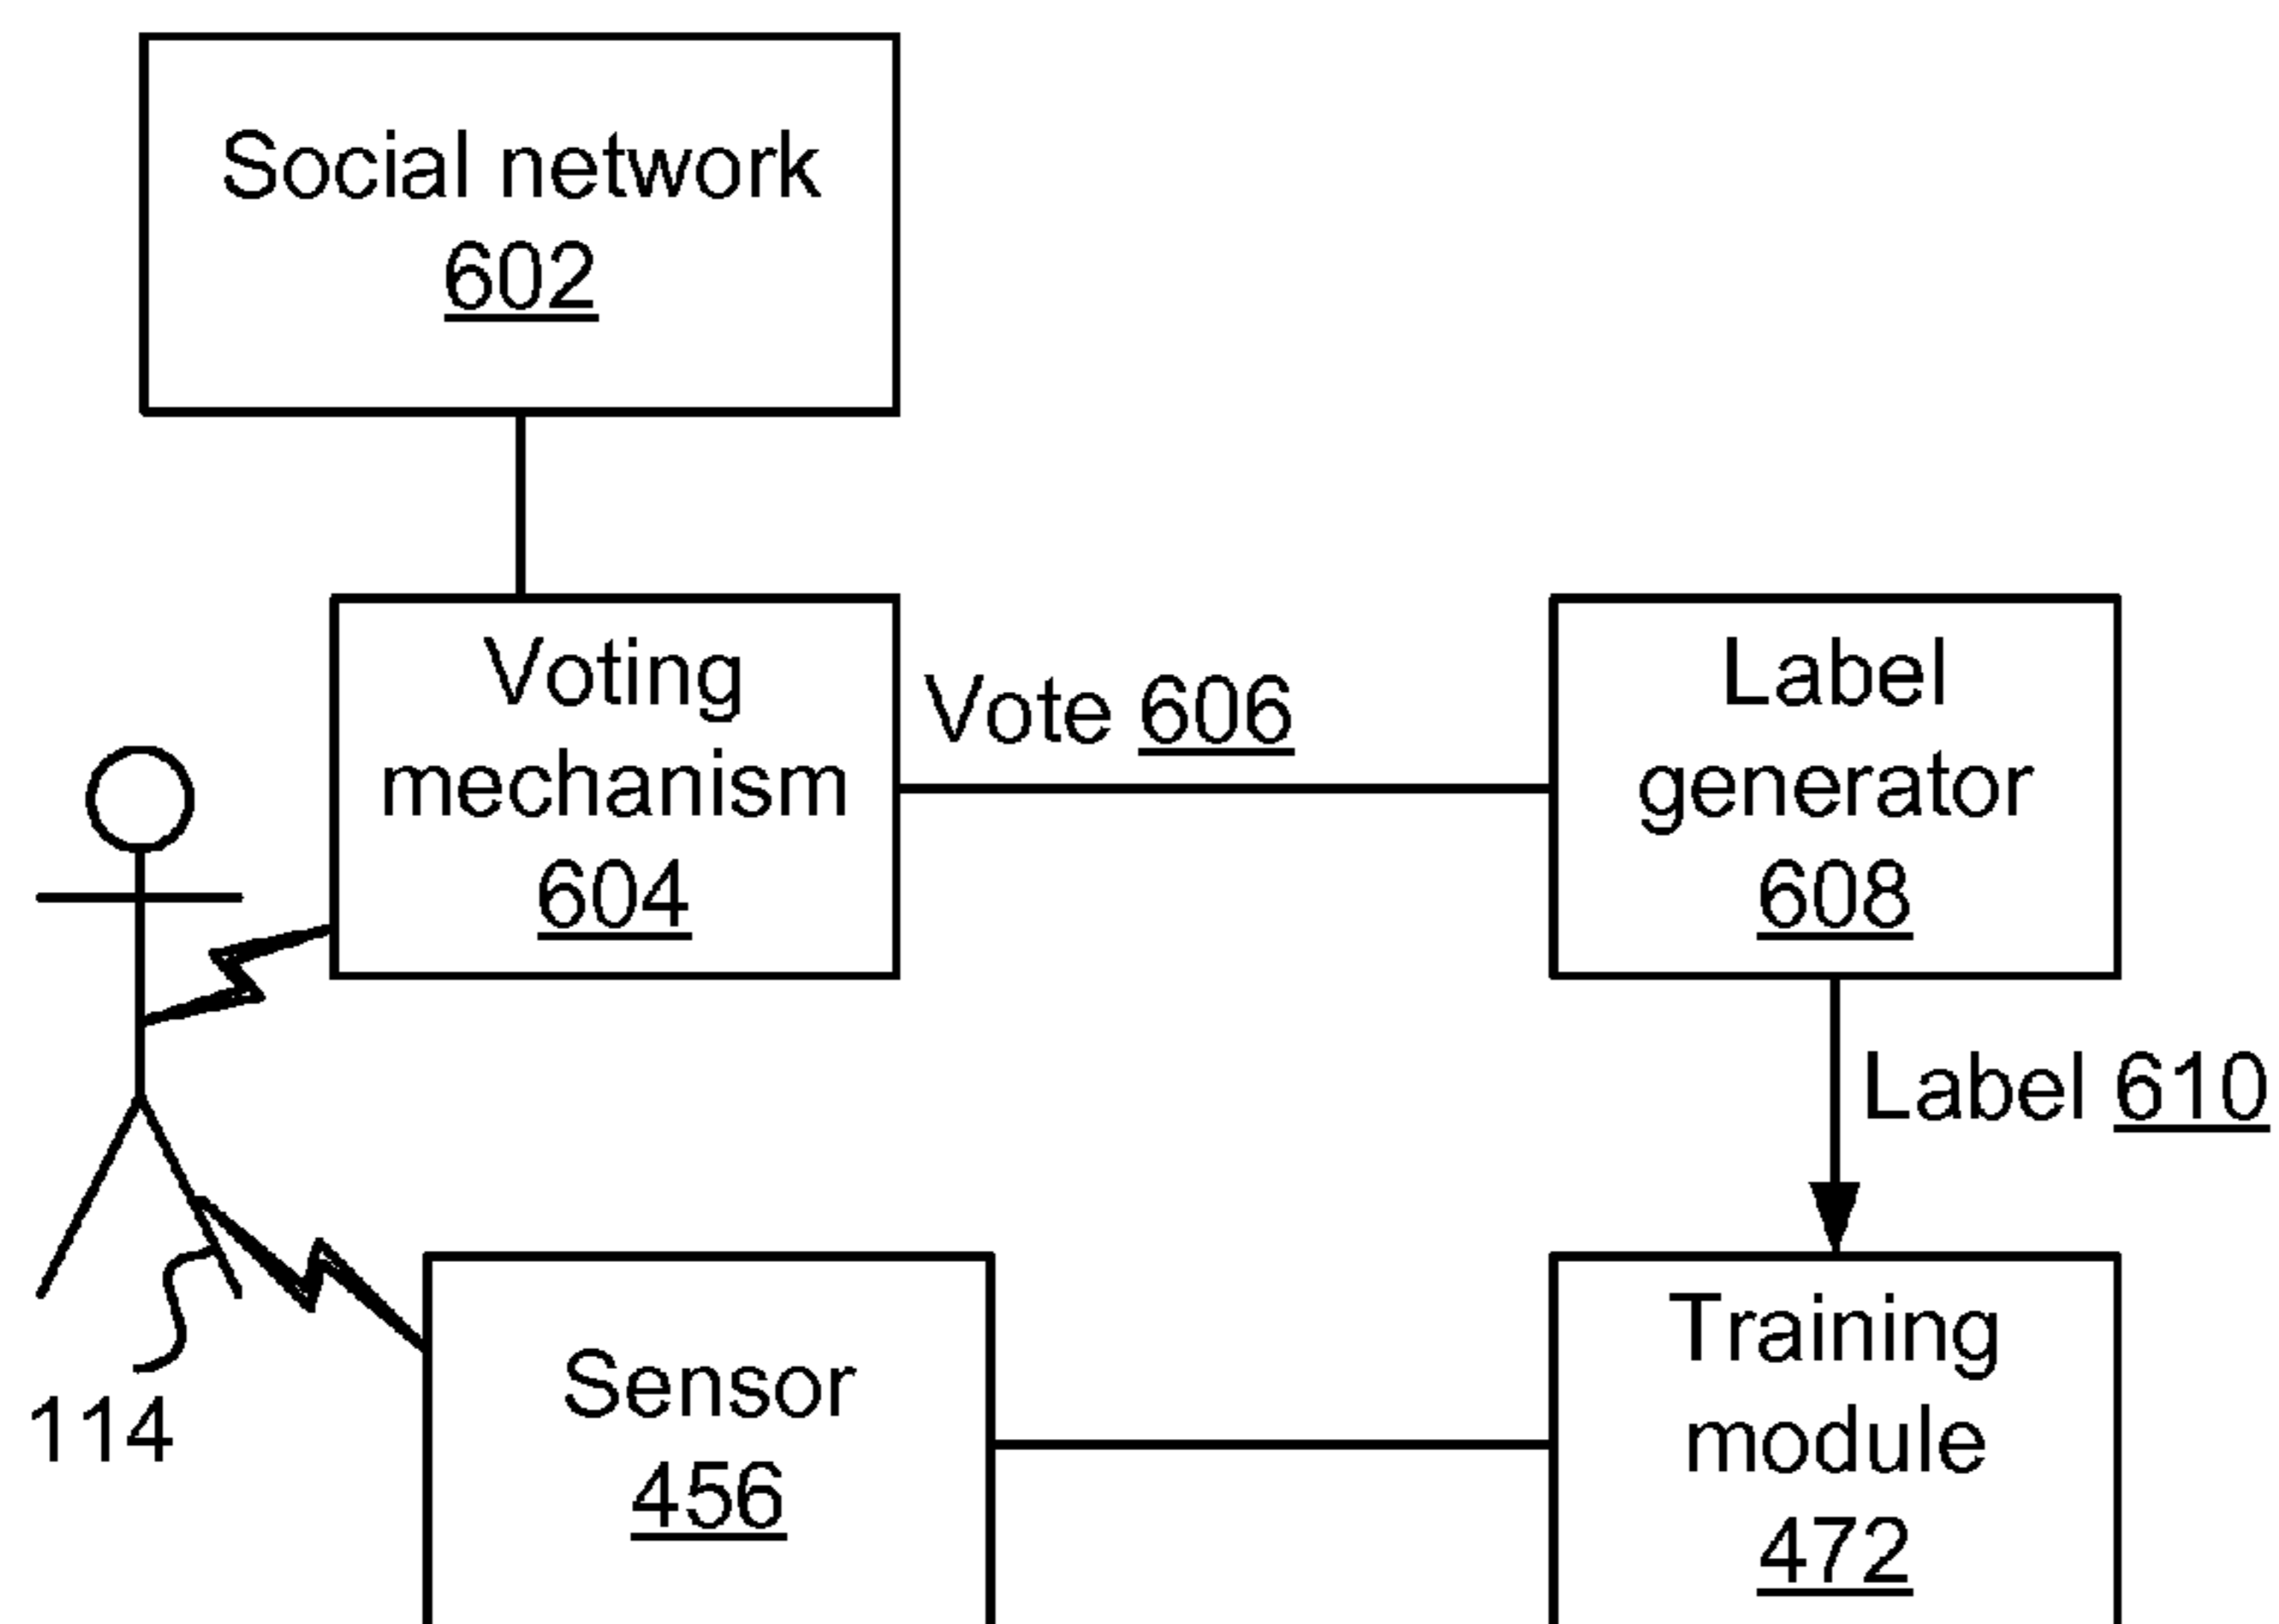 Social network
602
Voting
mechanism
604
Vote 606
Label
generator
608
Label 610
114
Sensor
456
Training
module
472